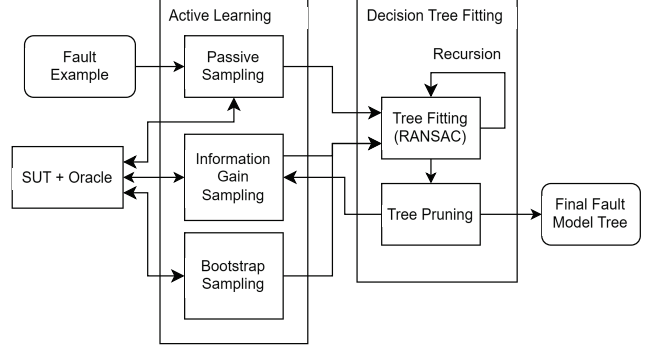 Active Learning
Decision Tree Fitting
Fault
Example
Passive
Sampling
Recursion
Tree Fitting
(RANSAC)
SUT + Oracle
Information
Gain
Sampling
Tree Pruning
Final Fault
Model Tree
Bootstrap
Sampling